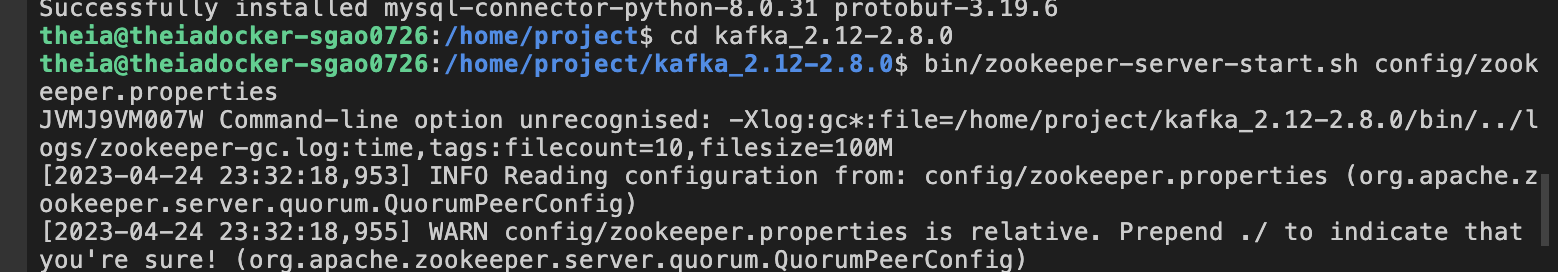 Successfully installed mysql-connector-python-8.0.31 protobuf-3.19.6
theia@theiadocker-sgao0726:/home/project$ cd kafka_2.12-2.8.0
theia@theiadocker-sgao0726:/home/project/kafka_2.12-2.8.0$ bin/zookeeper-server-start.sh config/zook
eeper.properties
JVMJ9VM007W Command-line option unrecognised: -Xlog:gc*:file=/home/project/kafka_2.12-2.8.0/bin/../l
ogs/zookeeper-gc.log:time,tags:filecount=10,filesize=100M
[2023-04-24 23:32:18,953] INFO Reading configuration from: config/zookeeper.properties (org.apache.z
ookeeper.server.quorum.QuorumPeerConfig)
[2023-04-24 23:32:18,955] WARN config/zookeeper.properties is relative. Prepend ./ to indicate that
you're sure! (org.apache.zookeeper.server.quorum.QuorumPeerConfig)